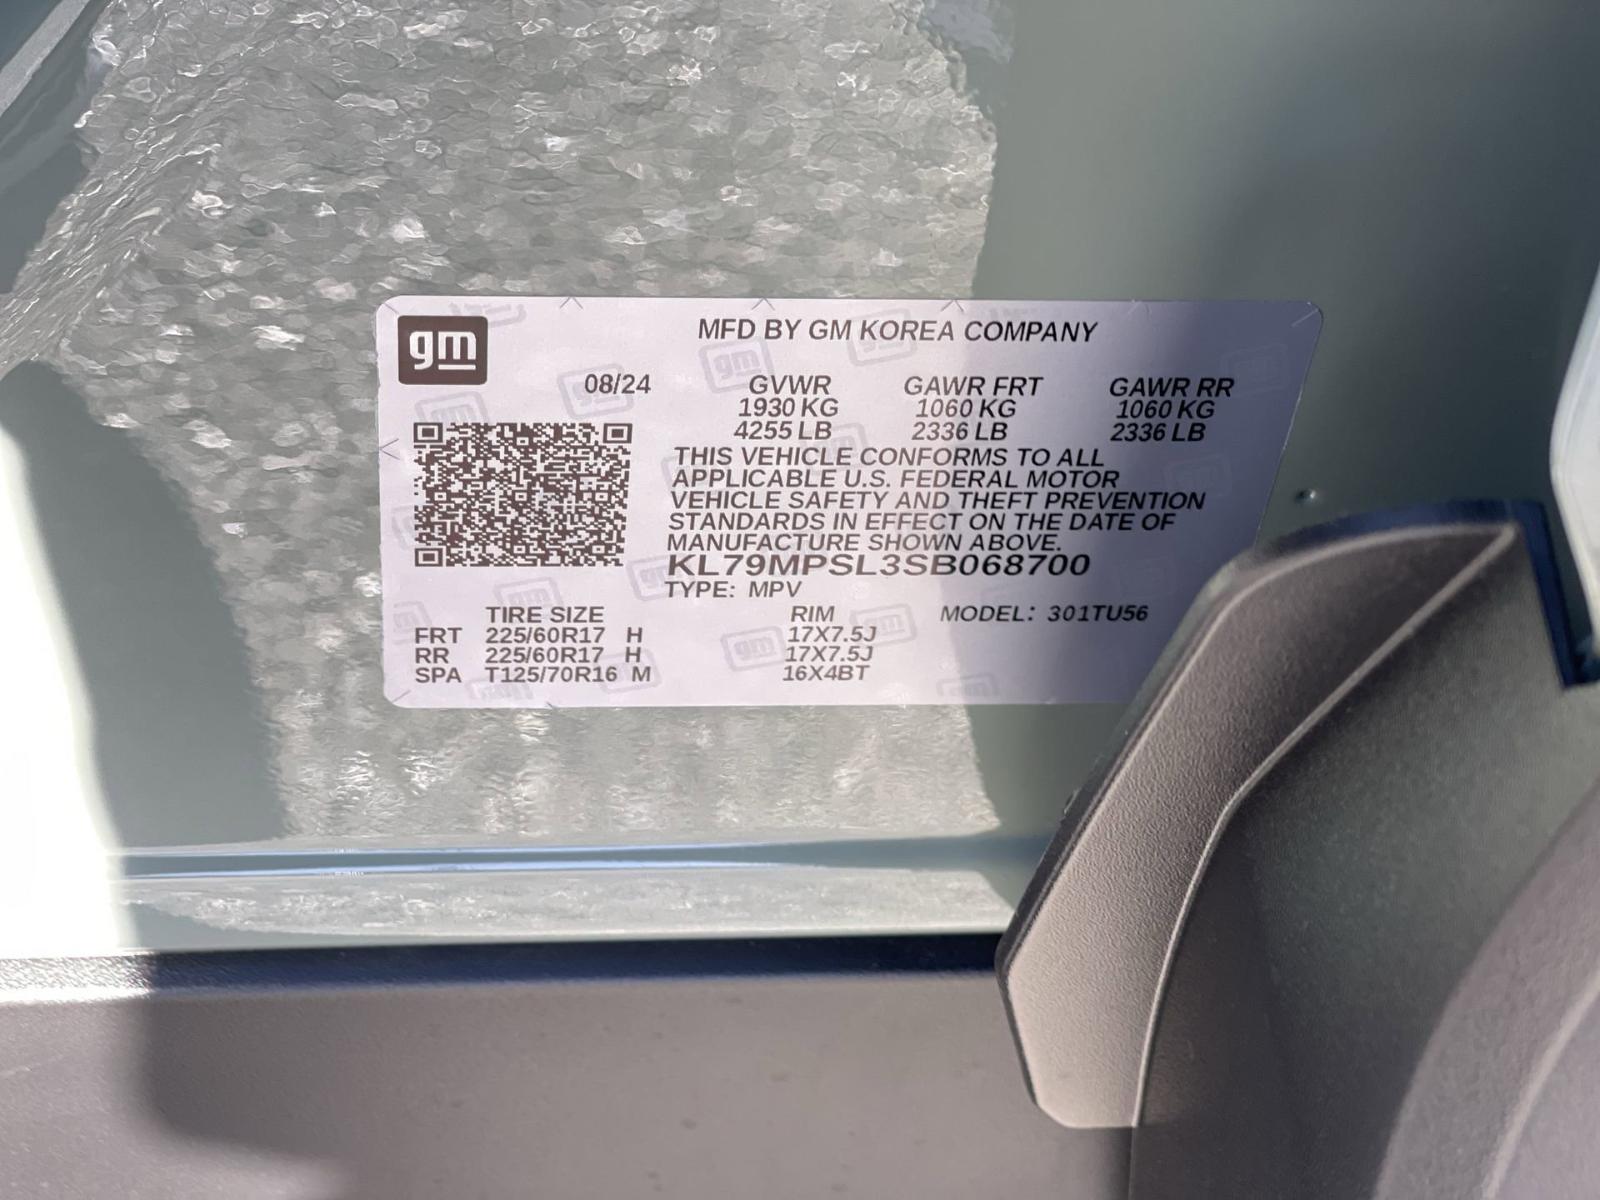 gm
MFD BY GM KOREA COMPANY
08/24 GVWR GAWR FRT GAWR RR
1930 KG 1060 KG 1060 KG
4255 LB 2336 LB 2336 LB
THIS VEHICLE CONFORMS TO ALL
APPLICABLE U.S. FEDERAL MOTOR
VEHICLE SAFETY AND THEFT PREVENTION
STANDARDS IN EFFECT ON THE DATE OF
MANUFACTURE SHOWN ABOVE.
KL79MPSL3SB068700
TYPE: MPV
TIRE SIZE RIM MODEL: 301TU56
FRT 225/60R17 H 17X7.5J
RR 225/60R17 H 17X7.5J
SPA T125/70R16 M 16X4BT